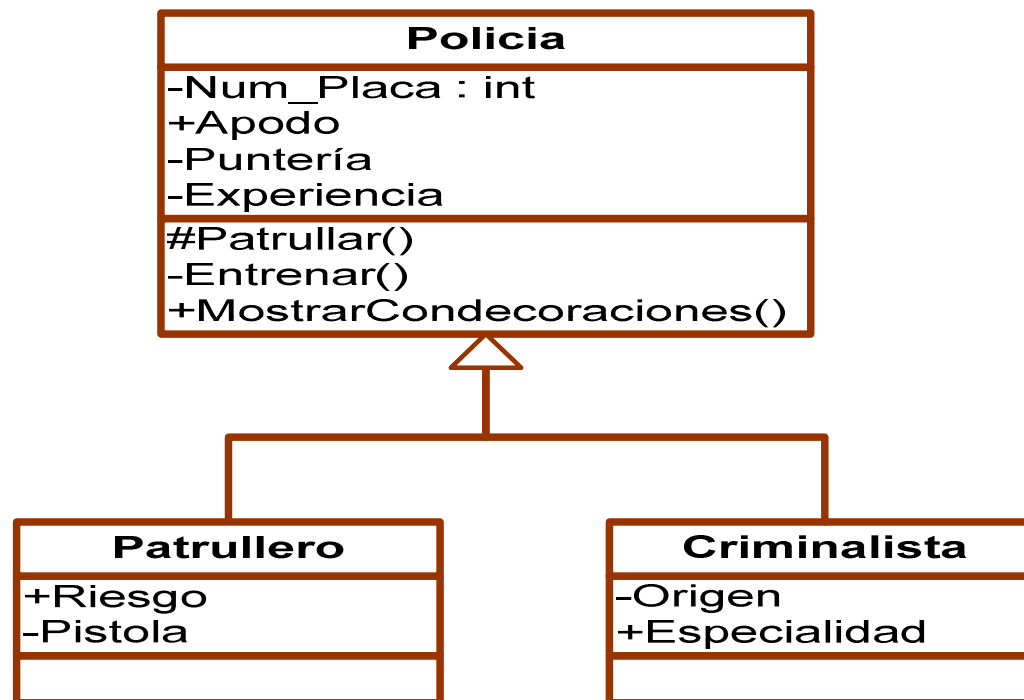 Policia
-Num_Placa : int
+Apodo
-Puntería
-Experiencia
#Patrullar()
-Entrenar()
+MostrarCondecoraciones()
Patrullero
+Riesgo
-Pistola
Criminalista
-Origen
+Especialidad